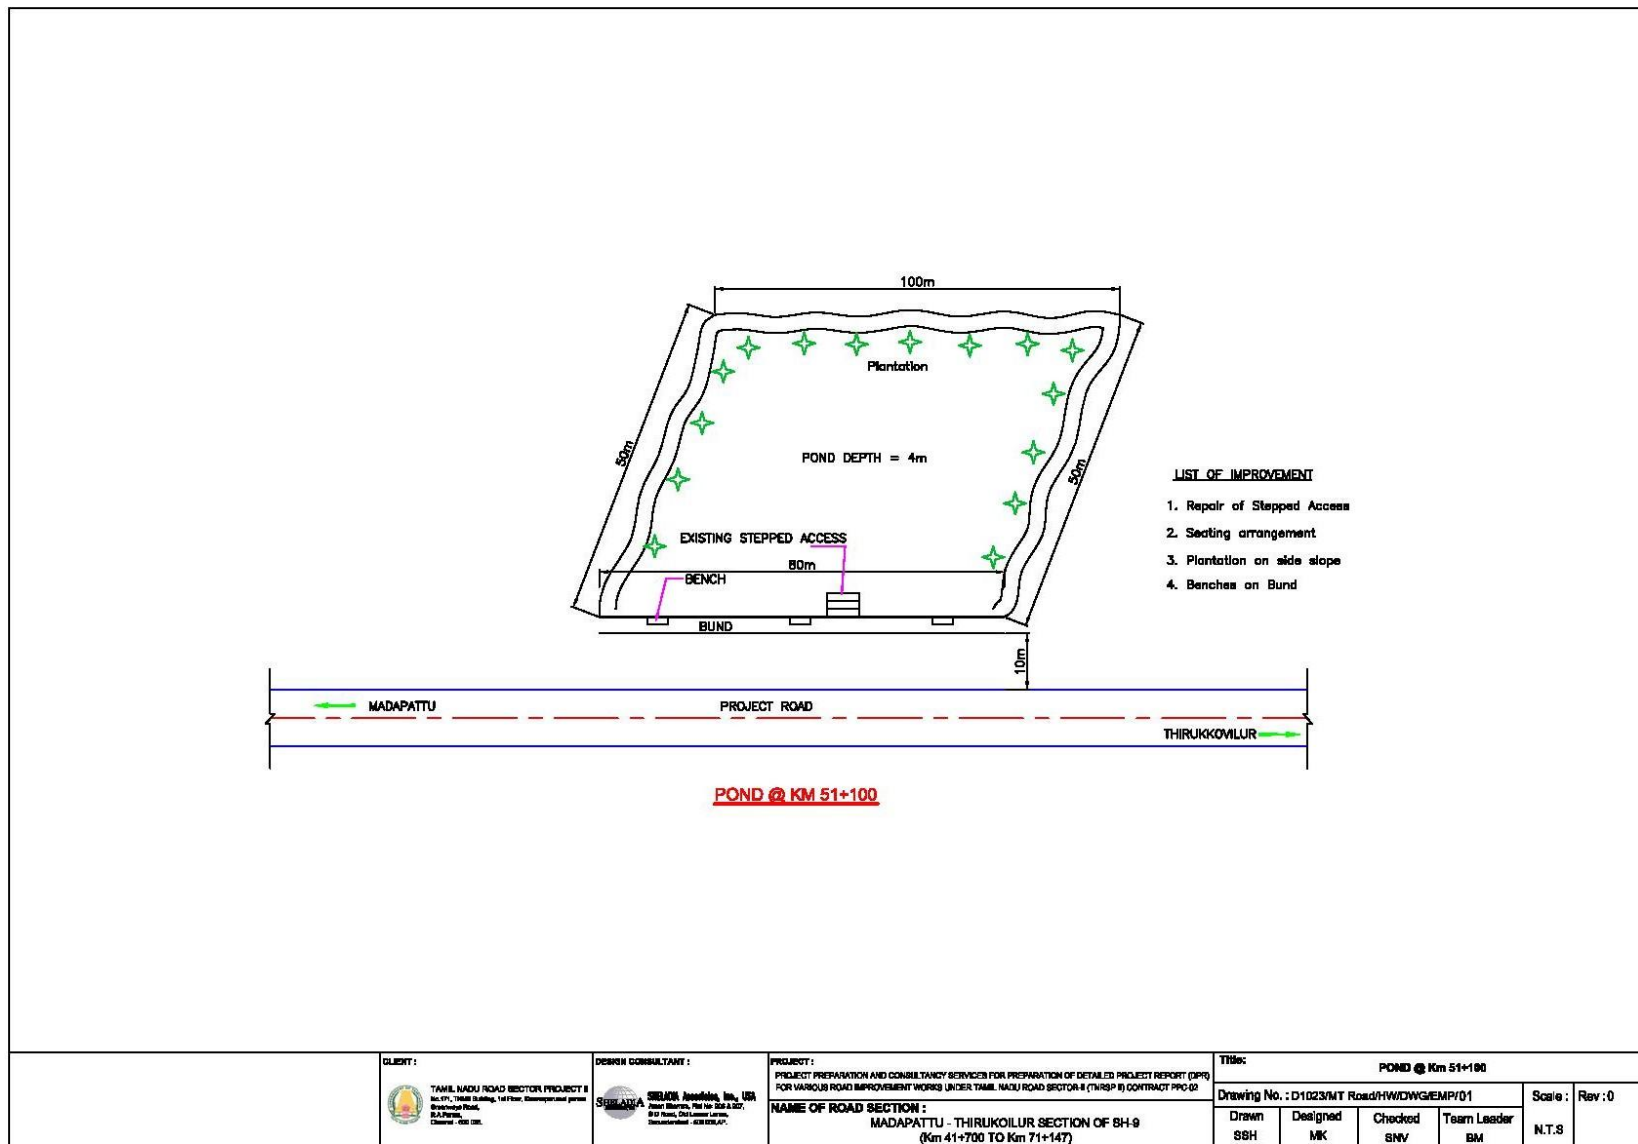 100m
Plantation
50m
POND DEPTH = 4m
50m
LIST OF IMPROVEMENT
1. Repair of Stepped Access
2. Seating arrangement
3. Plantation on side slope
4. Benches on Bund
EXISTING STEPPED ACCESS
80m
BENCH
BUND
10m
MADAPATTU
PROJECT ROAD
THIRUKKOVILUR
POND @ KM 51+100
CLIENT :
TAMIL NADU ROAD SECTOR PROJECT II
DESIGN CONSULTANT :
SHELADIA
SHELADIA Associates, Inc., USA
PROJECT :
PROJECT PREPARATION AND CONSULTANCY SERVICES FOR PREPARATION OF DETAILED PROJECT REPORT (DPR)
FOR VARIOUS ROAD IMPROVEMENT WORKS UNDER TAMIL NADU ROAD SECTOR-II (TNRSP II) CONTRACT PPC-02
NAME OF ROAD SECTION :
MADAPATTU - THIRUKOILUR SECTION OF SH-9
(Km 41+700 TO Km 71+147)
Title:
POND @ Km 51+100
Drawing No. : D1023/MT Road/HW/DWG/EMP/01
Scale :
N.T.S
Rev : 0
Drawn
SSH
Designed
MK
Checked
SNV
Team Leader
BM